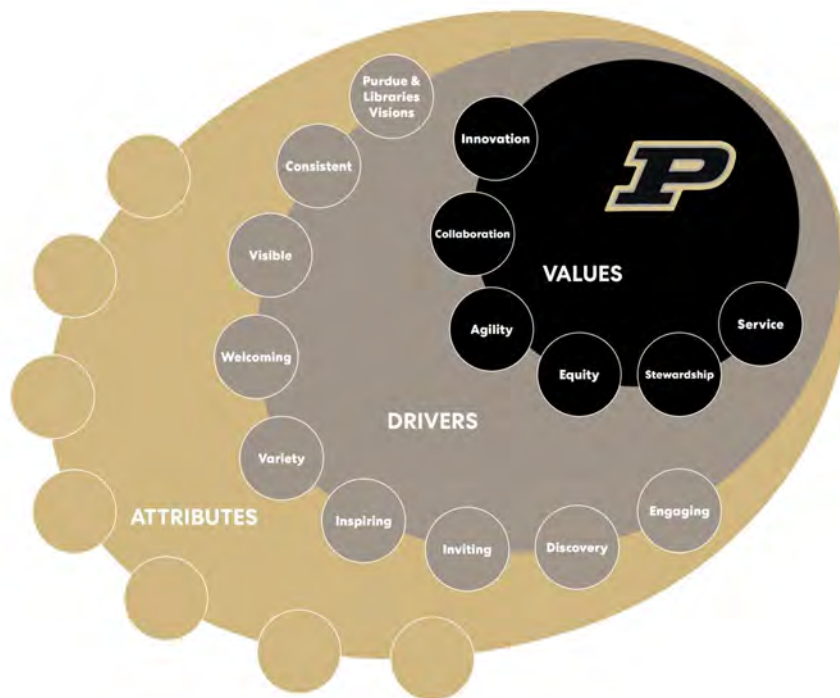 Purdue &
Libraries
Visions
Innovation
P
Consistent
Collaboration
Visible
VALUES
Agility
Service
Welcoming
Equity
Stewardship
DRIVERS
Variety
ATTRIBUTES
Inspiring
Engaging
Inviting
Discovery